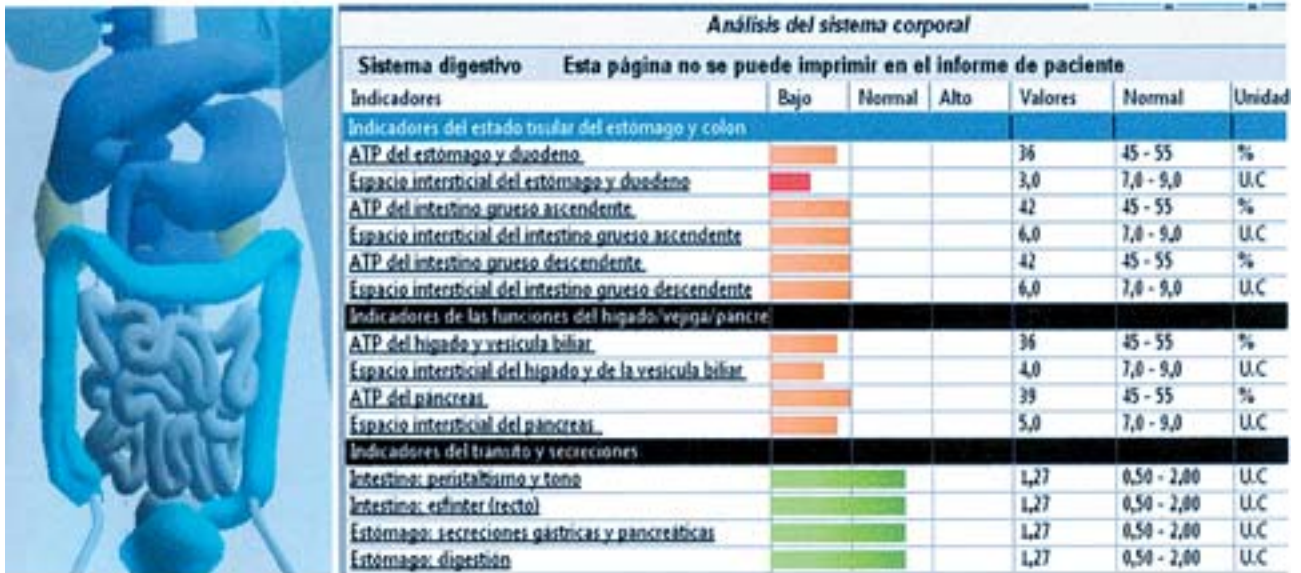 Análisis del sistema corporal
Sistema digestivo Esta página no se puede imprimir en el informe de paciente
Indicadores Bajo Normal Alto Valores Normal Unidad
Indicadores del estado tisular del estómago y colon
ATP del estómago y duodeno 36 45 - 55 %
Espacio intersticial del estómago y duodeno 3,0 7,0 - 9,0 U.C
ATP del intestino grueso ascendente 42 45 - 55 %
Espacio intersticial del intestino grueso ascendente 6,0 7,0 - 9,0 U.C
ATP del intestino grueso descendente 42 45 - 55 %
Espacio intersticial del intestino grueso descendente 6,0 7,0 - 9,0 U.C
Indicadores de las funciones del hígado/vejiga/páncre
ATP del hígado y vesícula biliar 36 45 - 55 %
Espacio intersticial del hígado y de la vesícula biliar 4,0 7,0 - 9,0 U.C
ATP del páncreas 39 45 - 55 %
Espacio intersticial del páncreas 5,0 7,0 - 9,0 U.C
Indicadores del tránsito y secreciones
Intestino: peristaltismo y tono 1,27 0,50 - 2,00 U.C
Intestino: esfínter (recto) 1,27 0,50 - 2,00 U.C
Estómago: secreciones gástricas y pancreáticas 1,27 0,50 - 2,00 U.C
Estómago: digestión 1,27 0,50 - 2,00 U.C